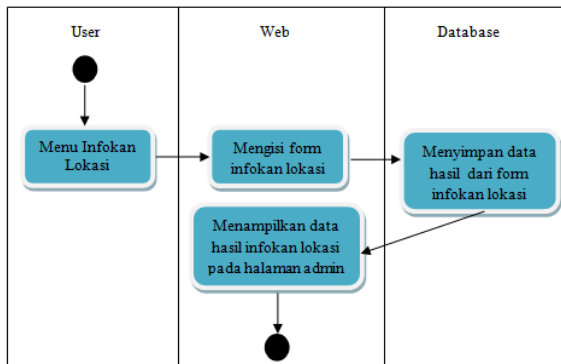 User
Web
Database
Menu Infokan
Lokasi
Mengisi form
infokan lokasi
Menyimpan data
hasil dari form
infokan lokasi
Menampilkan data
hasil infokan lokasi
pada halaman admin